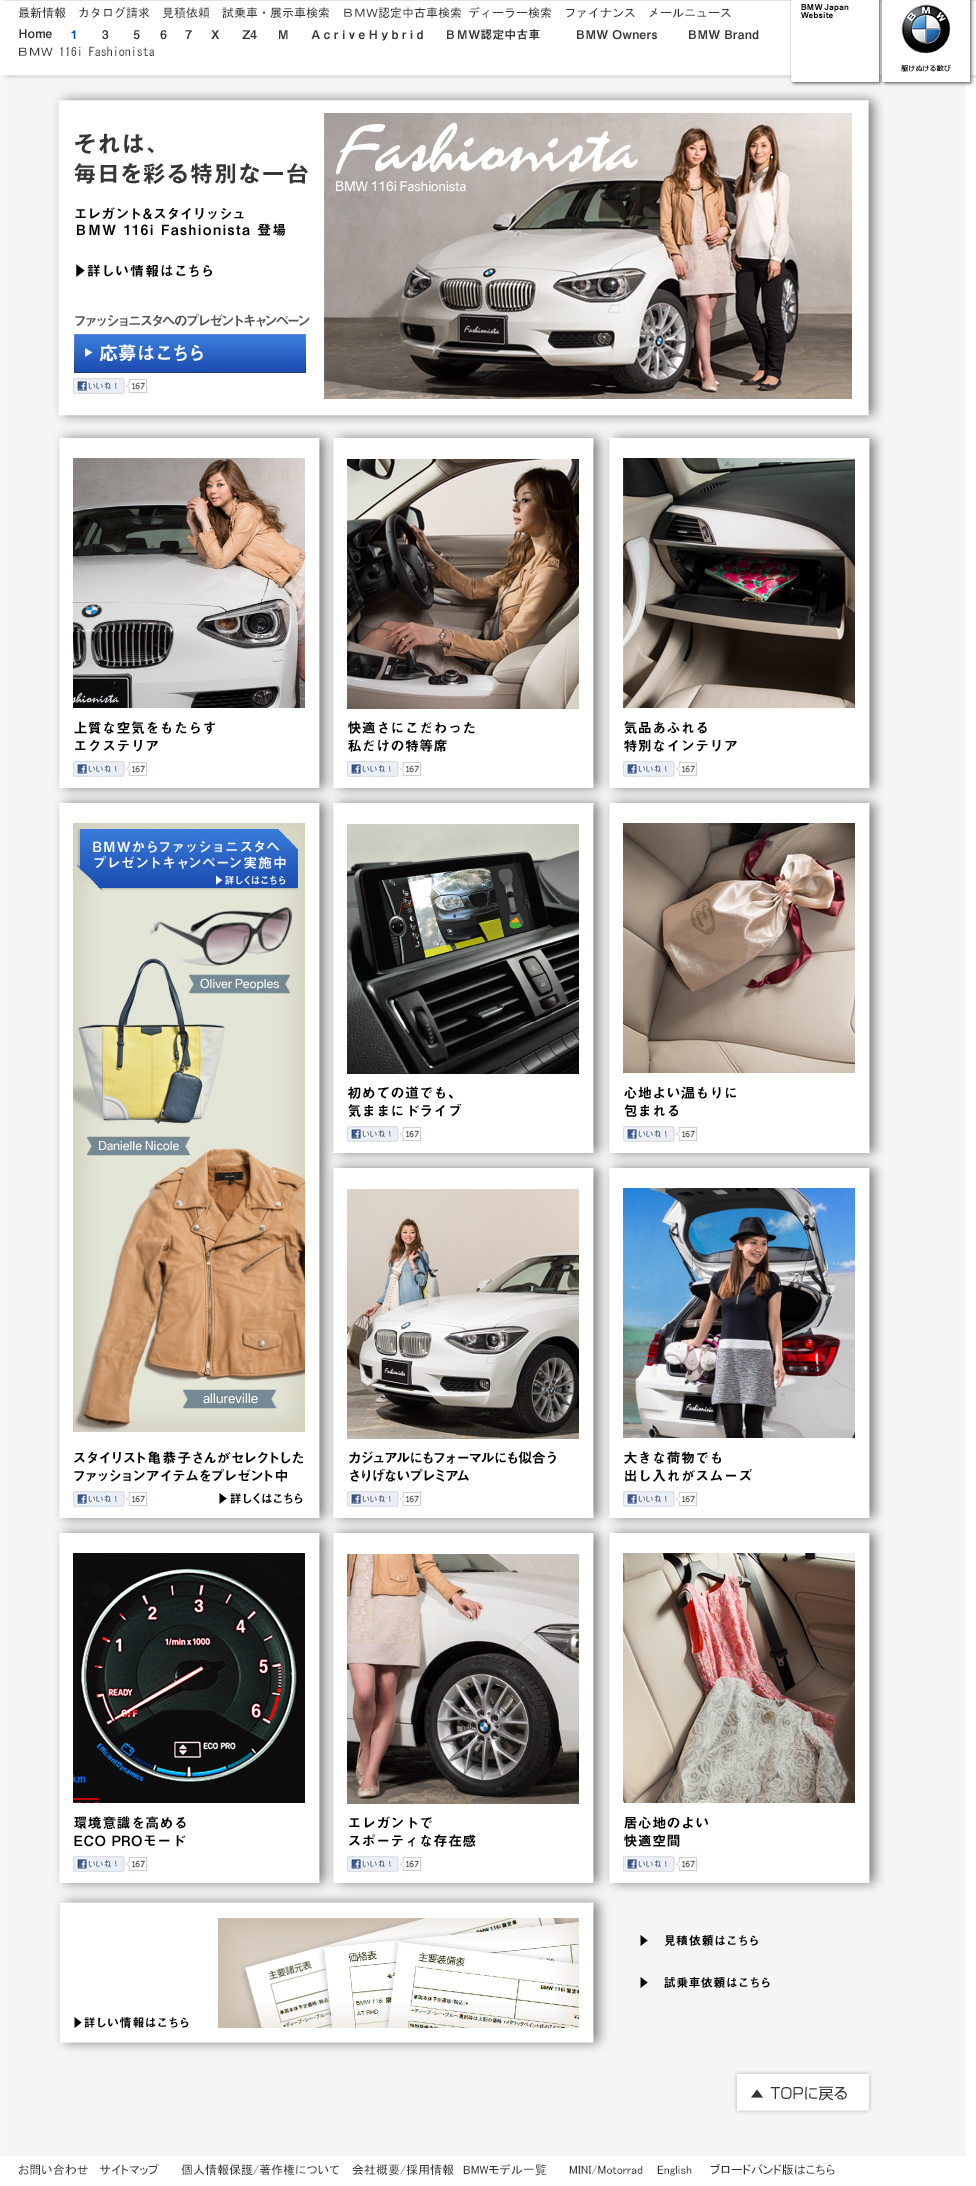 最新情報 カタログ請求 見積依頼 試乗車・展示車検索 BMW認定中古車検索 ディーラー検索 ファイナンス メールニュース
Home 1 3 5 6 7 X Z4 M AcriveHybrid BMW認定中古車 BMW Owners BMW Brand
BMW 116i Fashionista
BMW Japan
Website
BMW
駆けぬける歓び
それは、
毎日を彩る特別な一台
エレガント&スタイリッシュ
BMW 116i Fashionista 登場
▶詳しい情報はこちら
ファッショニスタへのプレゼントキャンペーン
応募はこちら
いいね! 167
Fashionista
BMW 116i Fashionista
Fashionista
上質な空気をもたらす
エクステリア
いいね! 167
快適さにこだわった
私だけの特等席
いいね! 167
気品あふれる
特別なインテリア
いいね! 167
BMWからファッショニスタへ
プレゼントキャンペーン実施中
▶詳しくはこちら
Oliver Peoples
Danielle Nicole
allureville
スタイリスト亀恭子さんがセレクトした
ファッションアイテムをプレゼント中
いいね! 167
▶詳しくはこちら
初めての道でも、
気ままにドライブ
いいね! 167
心地よい温もりに
包まれる
いいね! 167
Fashionista
カジュアルにもフォーマルにも似合う
さりげないプレミアム
いいね! 167
Fashionista
大きな荷物でも
出し入れがスムーズ
いいね! 167
1 2 3 4 5 6
1/min x 1000
READY
OFF
ECO PRO
EfficientDynamics
km
環境意識を高める
ECO PROモード
いいね! 167
エレガントで
スポーティな存在感
いいね! 167
居心地のよい
快適空間
いいね! 167
▶詳しい情報はこちら
主要諸元表
価格表
主要装備表
BMW 116i
AT RHD
▶ 見積依頼はこちら
▶ 試乗車依頼はこちら
▲ TOPに戻る
お問い合わせ サイトマップ 個人情報保護/著作権について 会社概要/採用情報 BMWモデル一覧 MINI/Motorrad English ブロードバンド版はこちら